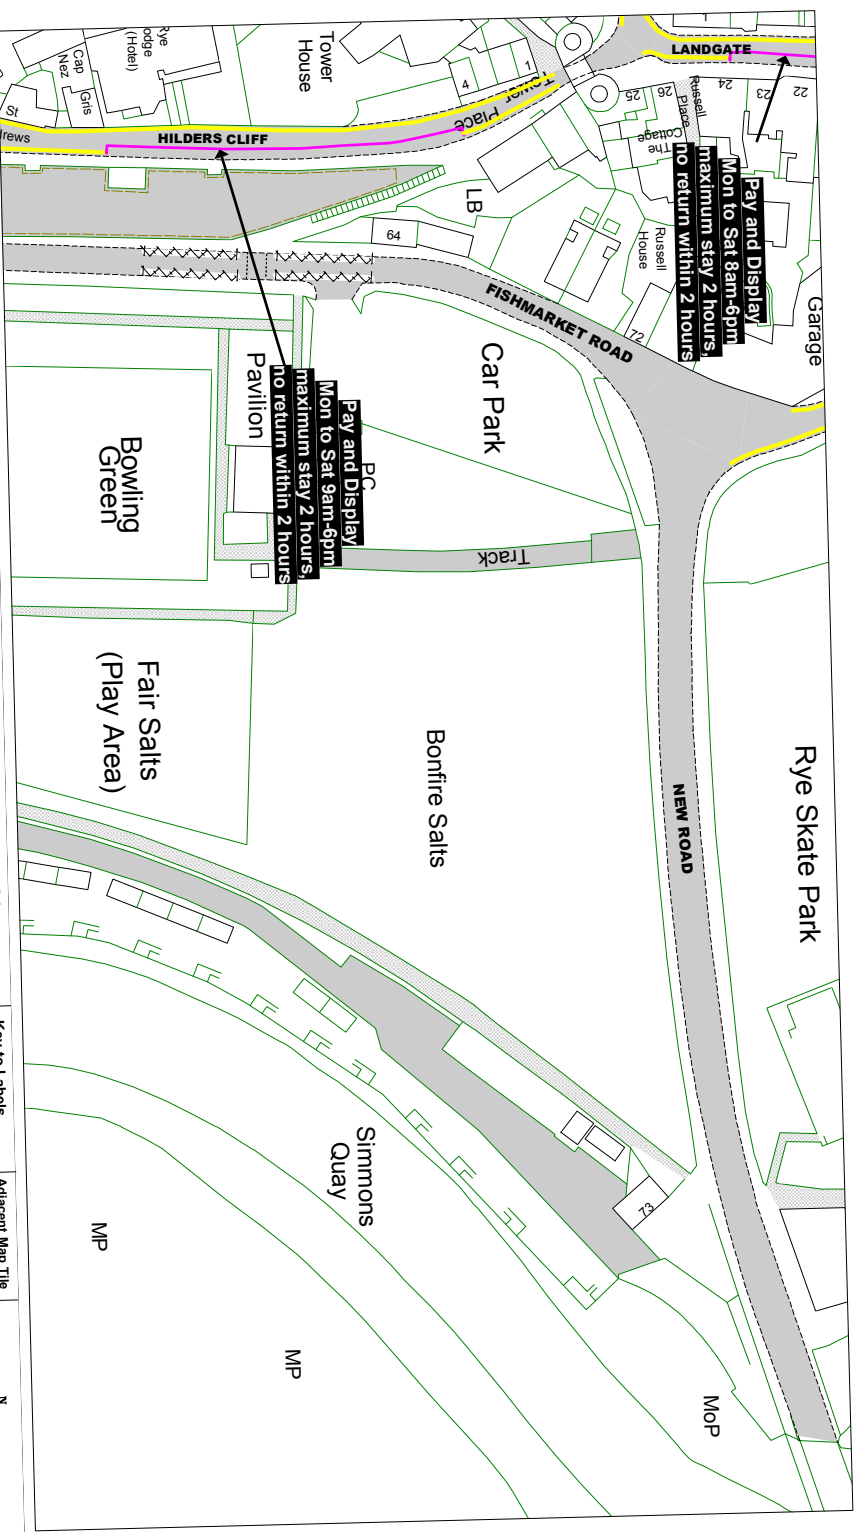 LANDGATE
Tower
House
Rye
odge
(Hotel)
Cap
Nez
Gris
St
rews
HILDERS CLIFF
Tower Place
1
4
25
26
Russell
Place
24
23
22
The
Cottage
Pay and Display
Mon to Sat 8am-6pm
maximum stay 2 hours,
no return within 2 hours
LB
64
Russell
House
72
Garage
FISHMARKET ROAD
Car Park
Pavilion
PC
Pay and Display
Mon to Sat 9am-6pm
maximum stay 2 hours,
no return within 2 hours
Bowling
Green
Track
Fair Salts
(Play Area)
Bonfire Salts
NEW ROAD
Rye Skate Park
Simmons
Quay
73
MP
MP
MoP
Key to Labels
Adjacent Map Tile
N